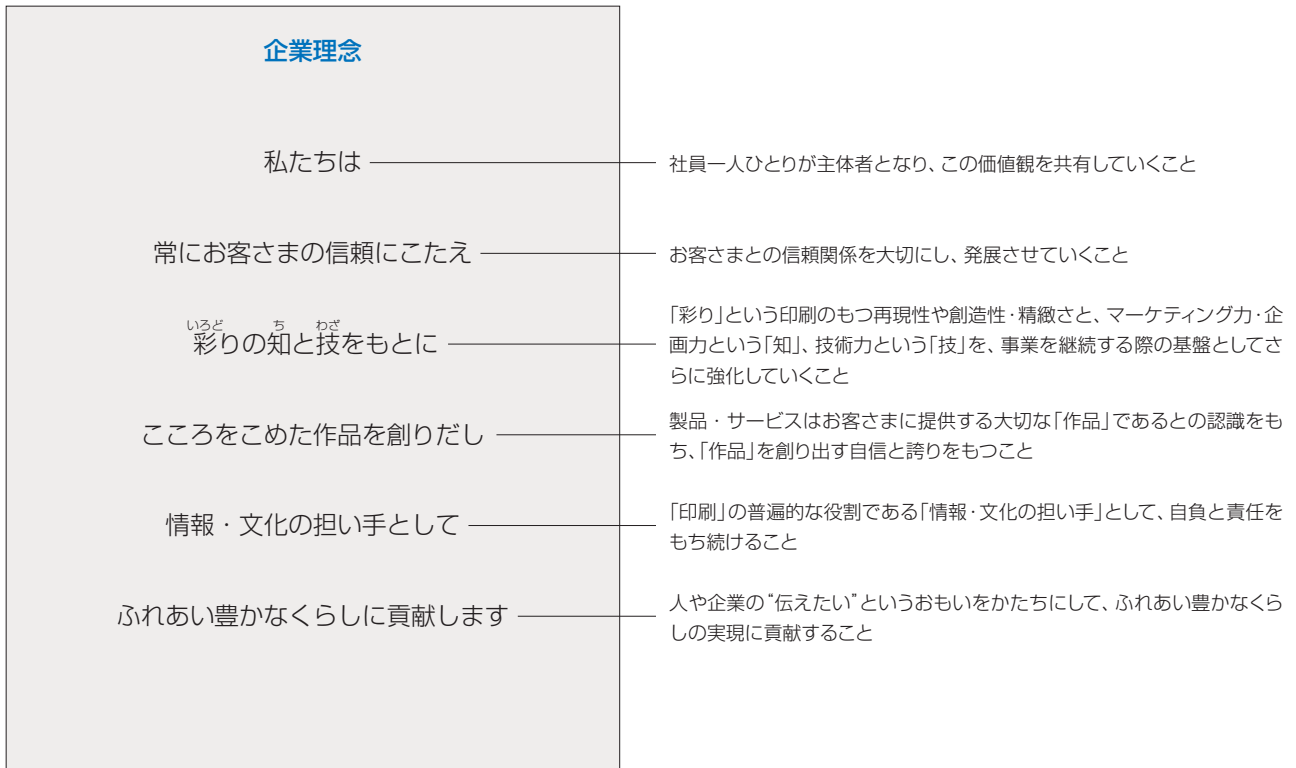 企業理念
私たちは
社員一人ひとりが主体者となり、この価値観を共有していくこと
常にお客さまの信頼にこたえ
お客さまとの信頼関係を大切にし、発展させていくこと
いろど ち わざ
彩りの知と技をもとに
「彩り」という印刷のもつ再現性や創造性・精緻さと、マーケティング力・企
画力という「知」、技術力という「技」を、事業を継続する際の基盤としてさ
らに強化していくこと
こころをこめた作品を創りだし
製品・サービスはお客さまに提供する大切な「作品」であるとの認識をも
ち、「作品」を創り出す自信と誇りをもつこと
情報・文化の担い手として
「印刷」の普遍的な役割である「情報・文化の担い手」として、自負と責任を
もち続けること
ふれあい豊かなくらしに貢献します
人や企業の“伝えたい”というおもいをかたちにして、ふれあい豊かなくら
しの実現に貢献すること